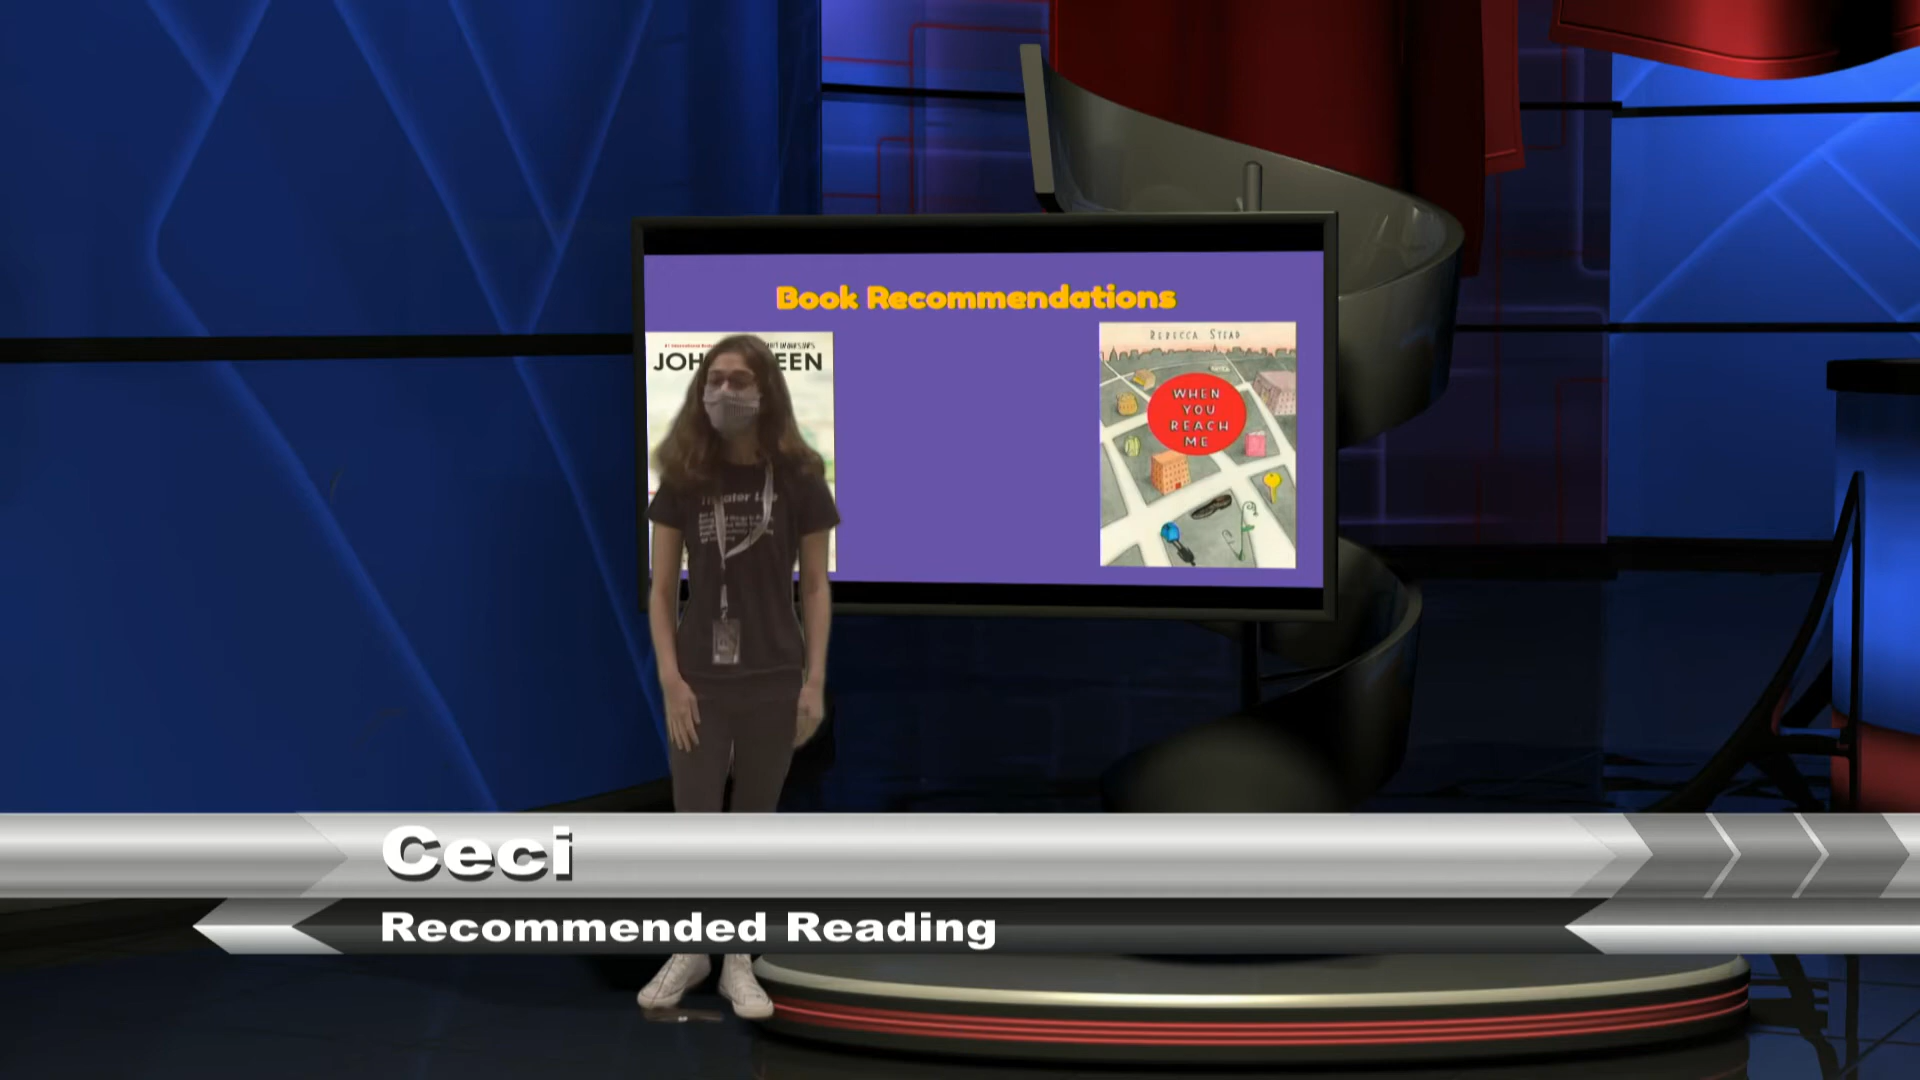 Book Recommendations
JOH EEN
REBECCA STEAD
WHEN
YOU
REACH
ME
Ceci
Recommended Reading